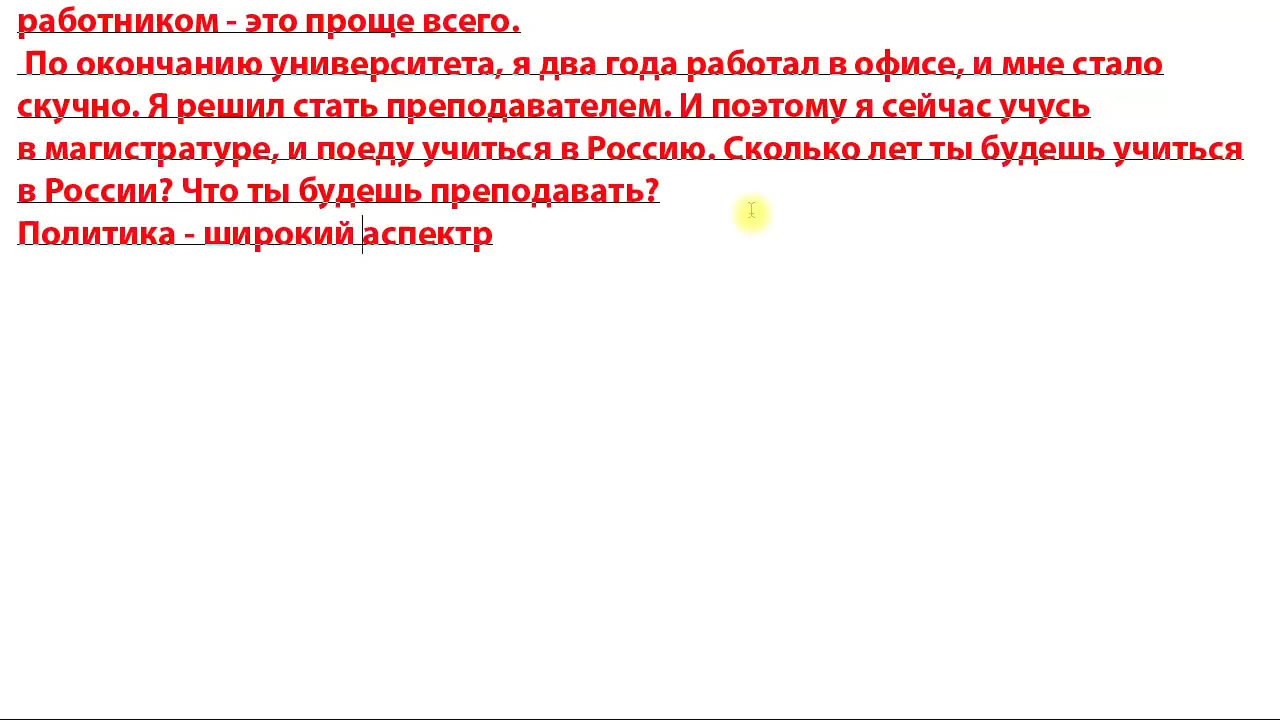 работником - это проще всего.
По окончанию университета, я два года работал в офисе, и мне стало
скучно. Я решил стать преподавателем. И поэтому я сейчас учусь
в магистратуре, и поеду учиться в Россию. Сколько лет ты будешь учиться
в России? Что ты будешь преподавать?
Политика - широкий аспектр